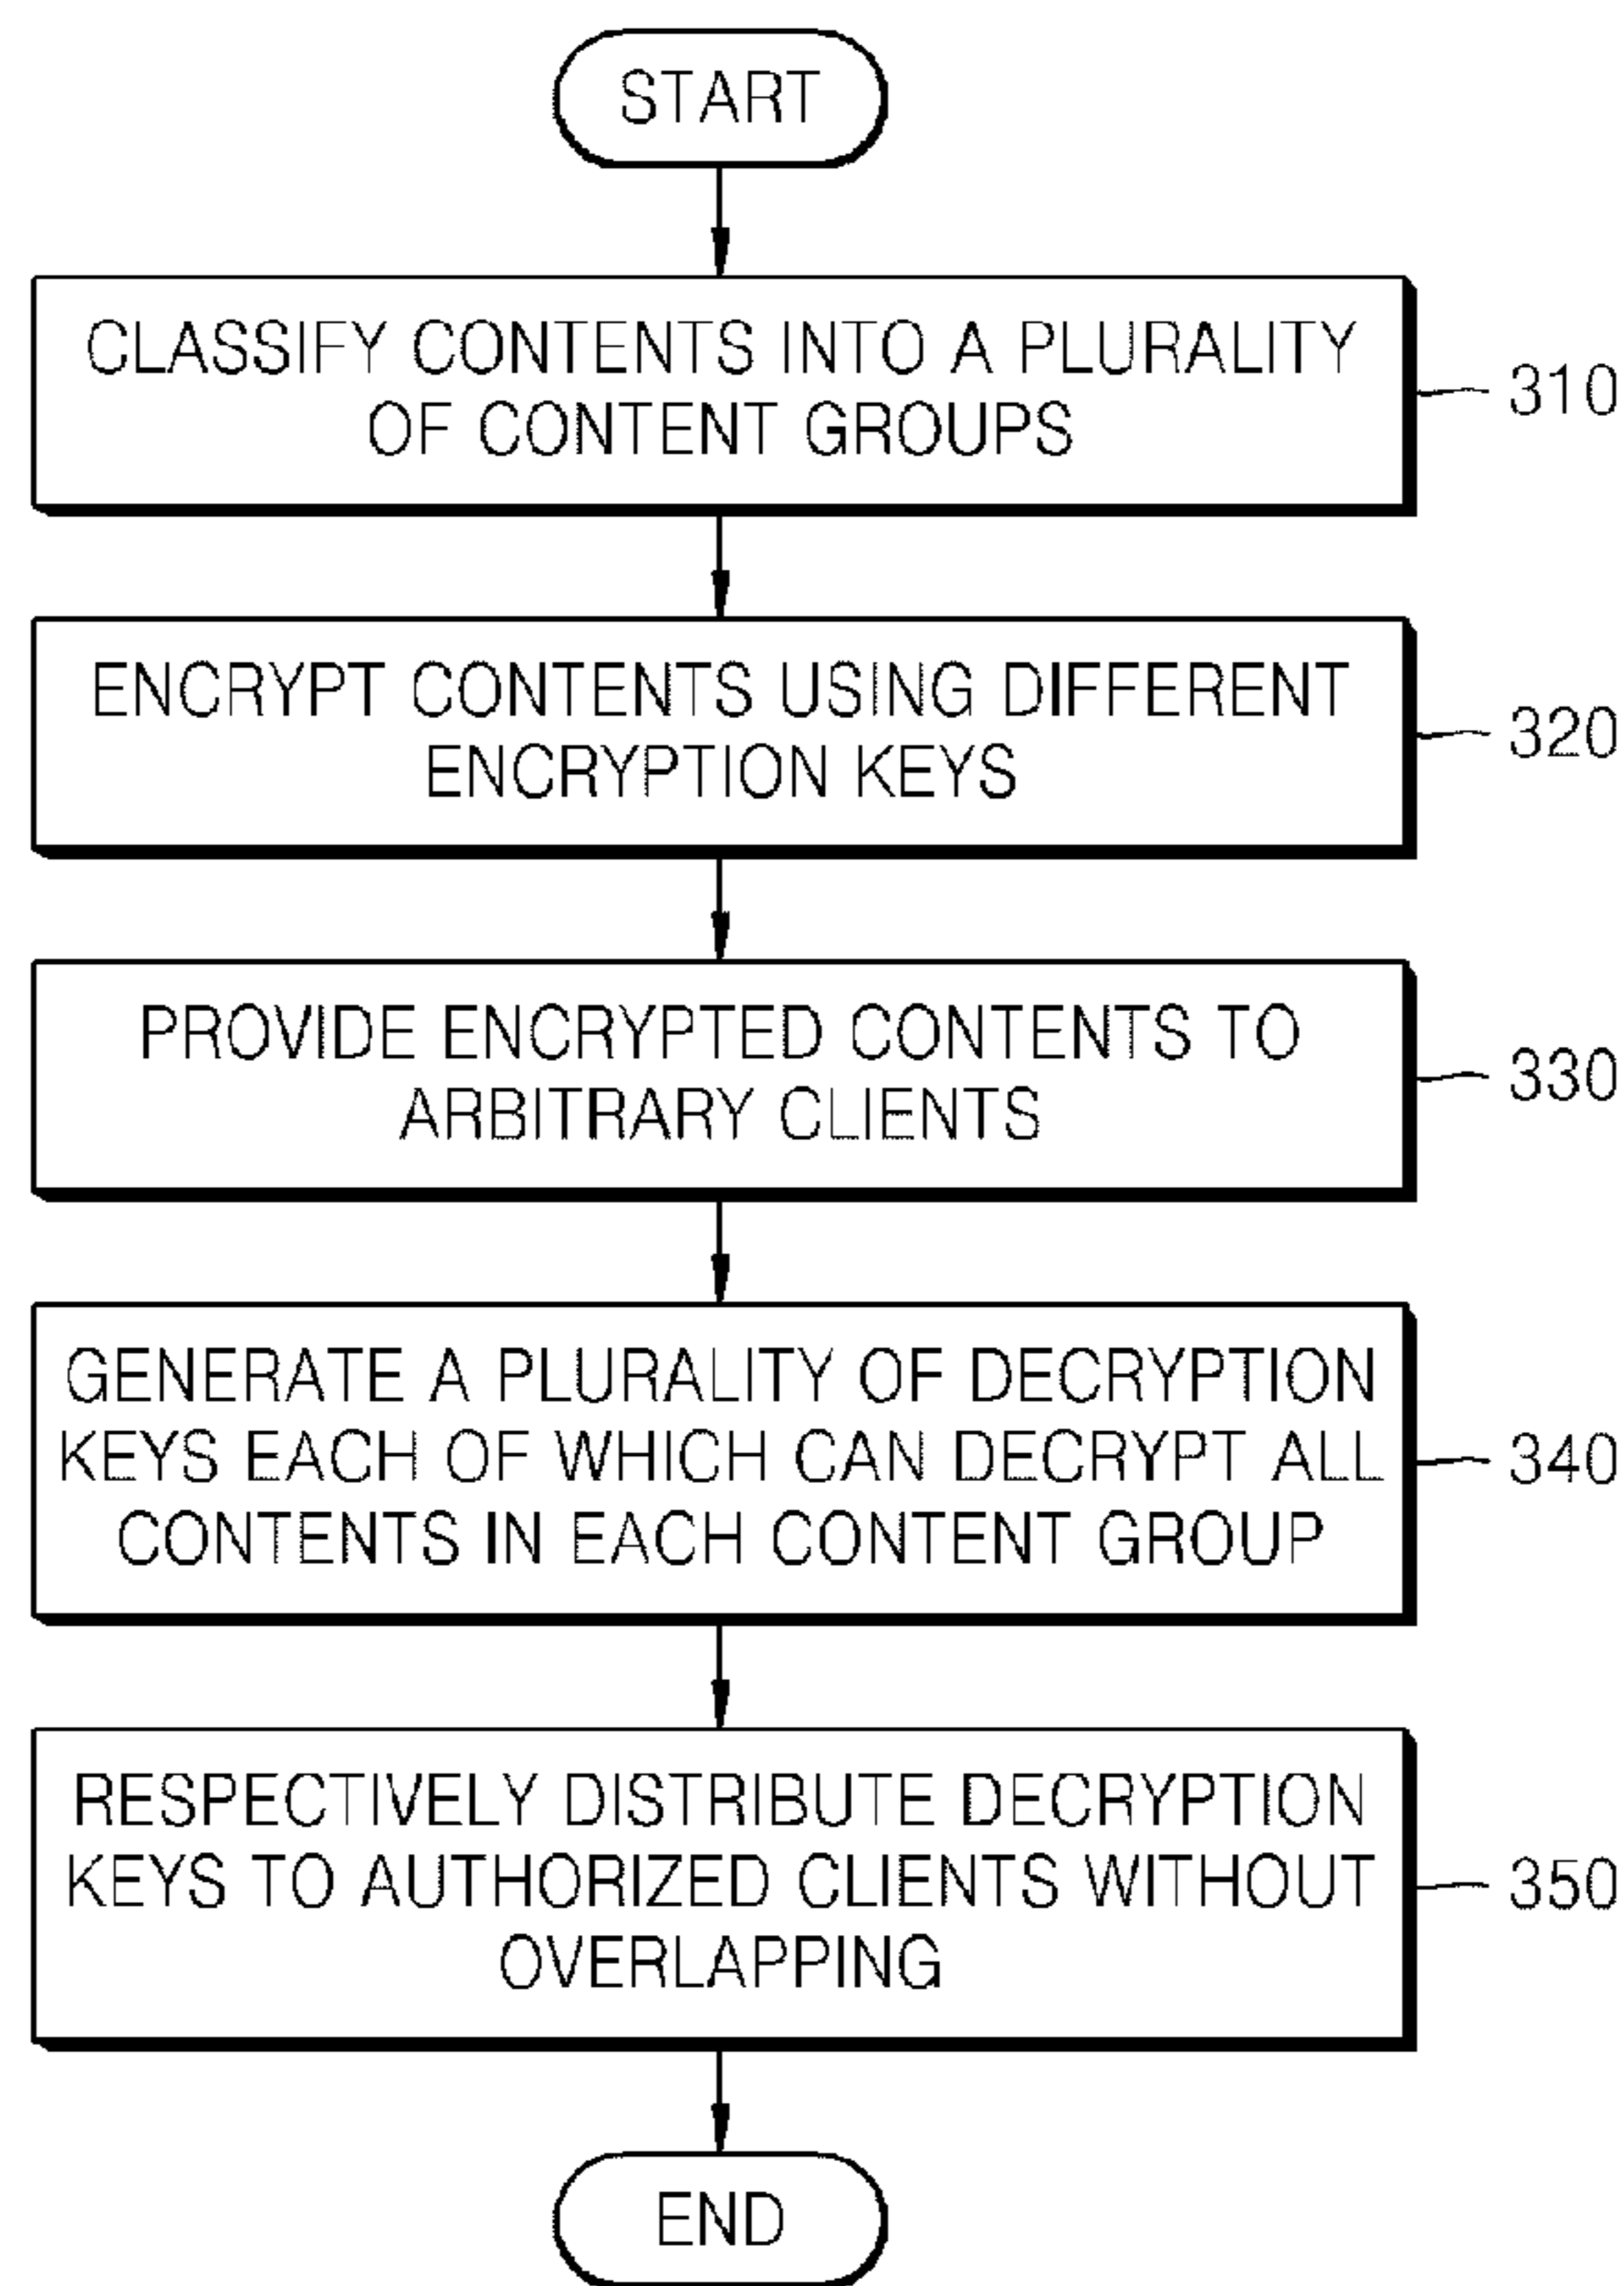 START
CLASSIFY CONTENTS INTO A PLURALITY
OF CONTENT GROUPS
310
ENCRYPT CONTENTS USING DIFFERENT
ENCRYPTION KEYS
320
PROVIDE ENCRYPTED CONTENTS TO
ARBITRARY CLIENTS
330
GENERATE A PLURALITY OF DECRYPTION
KEYS EACH OF WHICH CAN DECRYPT ALL
CONTENTS IN EACH CONTENT GROUP
340
RESPECTIVELY DISTRIBUTE DECRYPTION
KEYS TO AUTHORIZED CLIENTS WITHOUT
OVERLAPPING
350
END